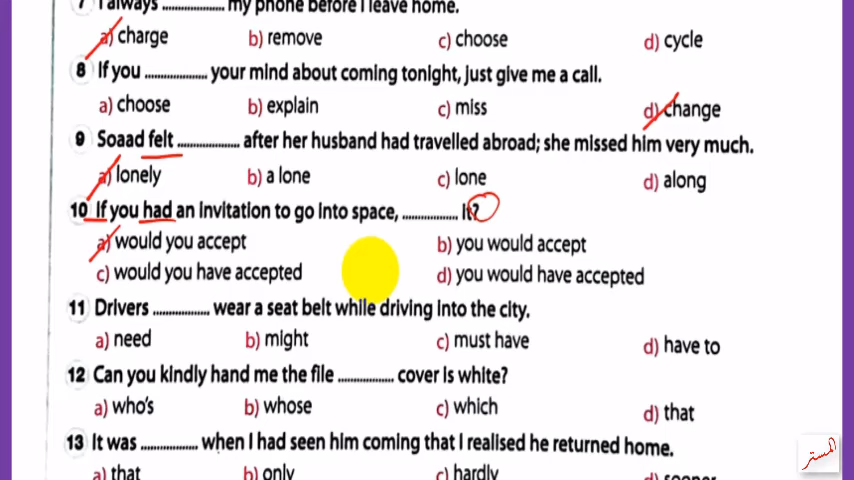 7 I always ................ my phone before I leave home.
a) charge b) remove c) choose d) cycle
8 If you ................ your mind about coming tonight, just give me a call.
a) choose b) explain c) miss d) change
9 Soaad felt ................ after her husband had travelled abroad; she missed him very much.
a) lonely b) a lone c) lone d) along
10 If you had an invitation to go into space, ................ it?
a) would you accept b) you would accept
c) would you have accepted d) you would have accepted
11 Drivers ................ wear a seat belt while driving into the city.
a) need b) might c) must have d) have to
12 Can you kindly hand me the file ................ cover is white?
a) who's b) whose c) which d) that
13 It was ................ when I had seen him coming that I realised he returned home.
a) that b) only c) hardly d) sooner
المستر